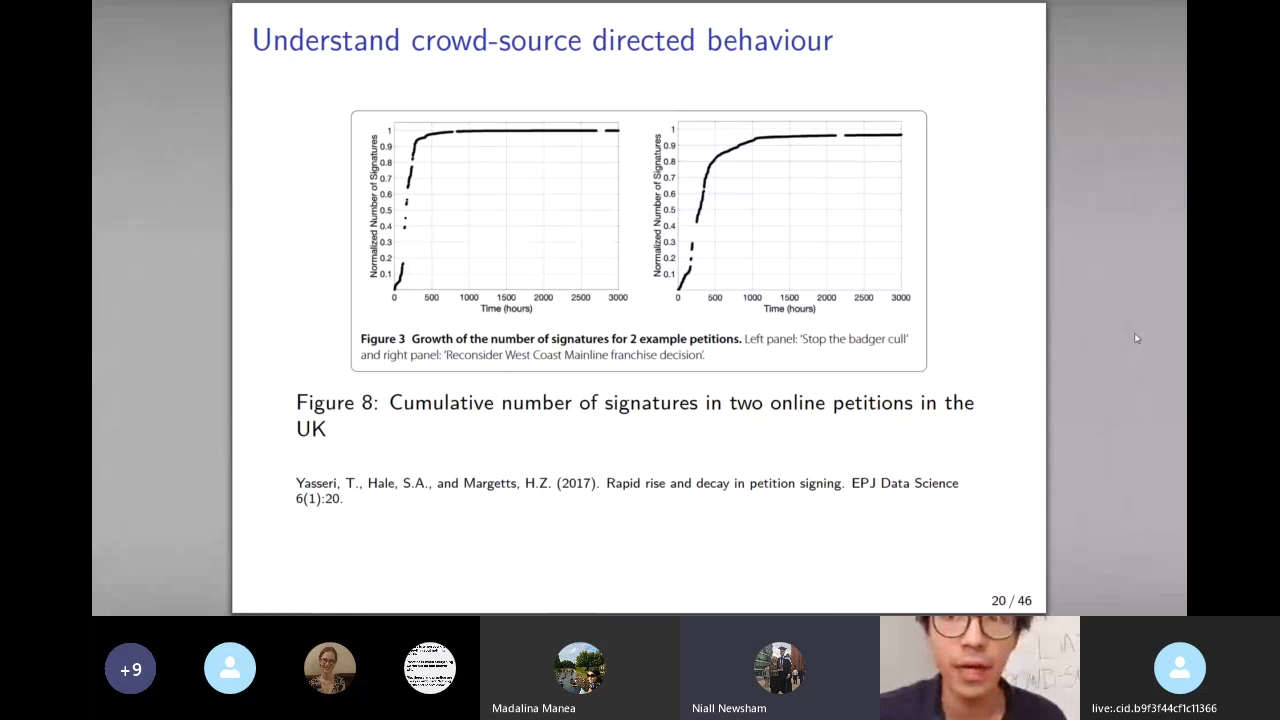 Understand crowd-source directed behaviour
1
0.9
0.8
0.7
0.6
0.5
0.4
0.3
0.2
0.1
Normalized Number of Signatures
0 500 1000 1500 2000 2500 3000
Time (hours)
1
0.9
0.8
0.7
0.6
0.5
0.4
0.3
0.2
0.1
Normalized Number of Signatures
0 500 1000 1500 2000 2500 3000
Time (hours)
Figure 3 Growth of the number of signatures for 2 example petitions. Left panel: ‘Stop the badger cull’
and right panel: ‘Reconsider West Coast Mainline franchise decision’.
Figure 8: Cumulative number of signatures in two online petitions in the
UK
Yasseri, T., Hale, S.A., and Margetts, H.Z. (2017). Rapid rise and decay in petition signing. EPJ Data Science
6(1):20.
20 / 46
+9
Madalina Manea
Niall Newsham
live:.cid.b9f3f44cf1c11366